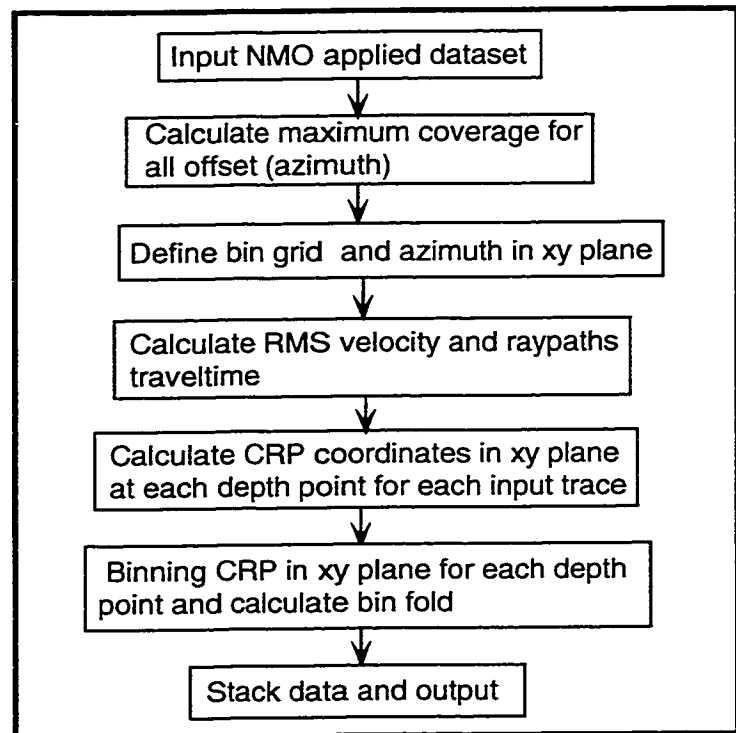 Input NMO applied dataset
Calculate maximum coverage for
all offset (azimuth)
Define bin grid and azimuth in xy plane
Calculate RMS velocity and raypaths
traveltime
Calculate CRP coordinates in xy plane
at each depth point for each input trace
Binning CRP in xy plane for each depth
point and calculate bin fold
Stack data and output